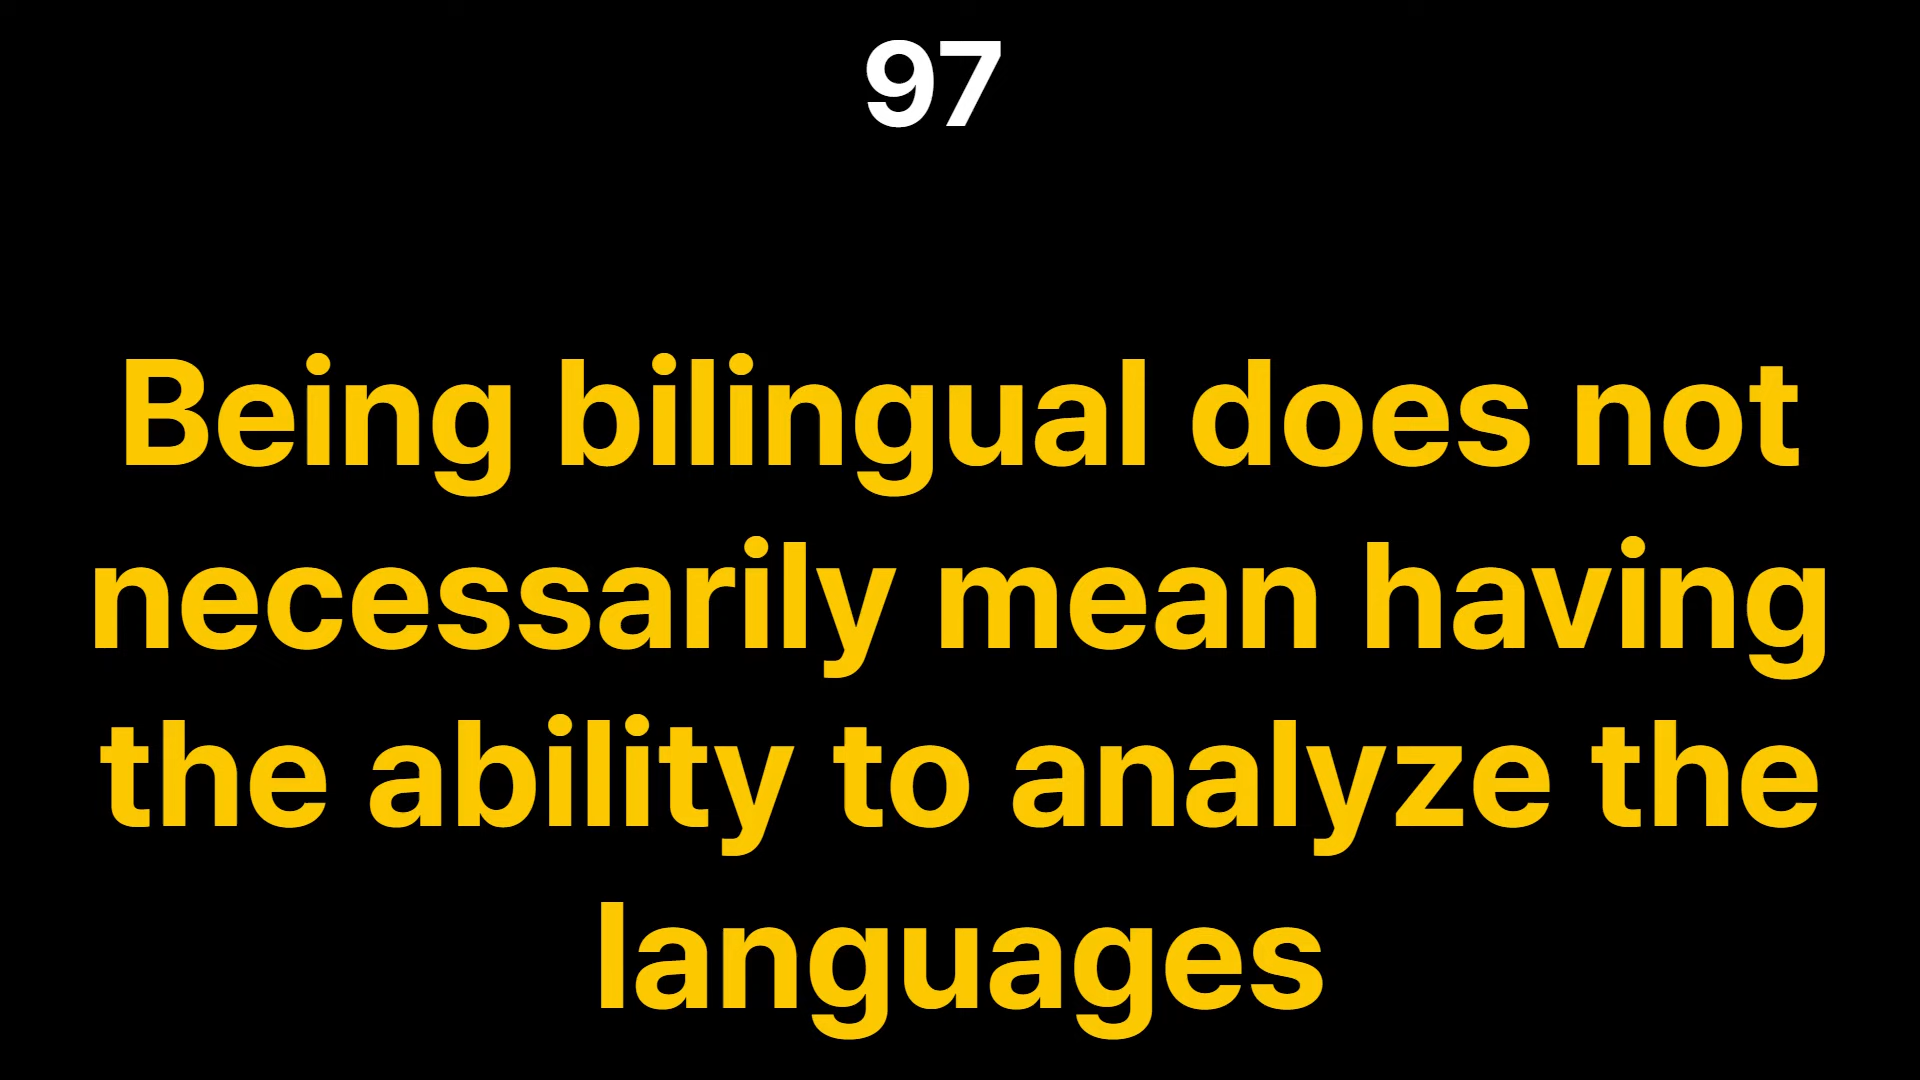 97
Being bilingual does not
necessarily mean having
the ability to analyze the
languages